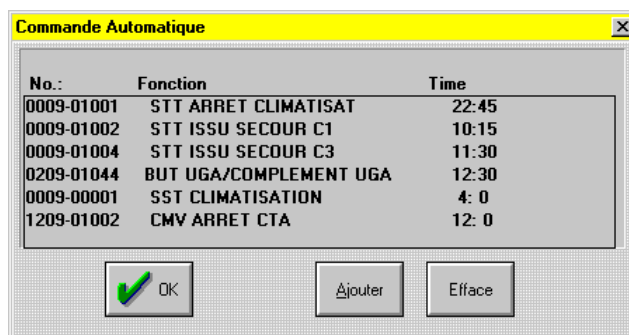 Commande Automatique
No.: Fonction Time
0009-01001 STT ARRET CLIMATISAT 22:45
0009-01002 STT ISSU SECOUR C1 10:15
0009-01004 STT ISSU SECOUR C3 11:30
0209-01044 BUT UGA/COMPLEMENT UGA 12:30
0009-00001 SST CLIMATISATION 4: 0
1209-01002 CMV ARRET CTA 12: 0
OK Ajouter Efface